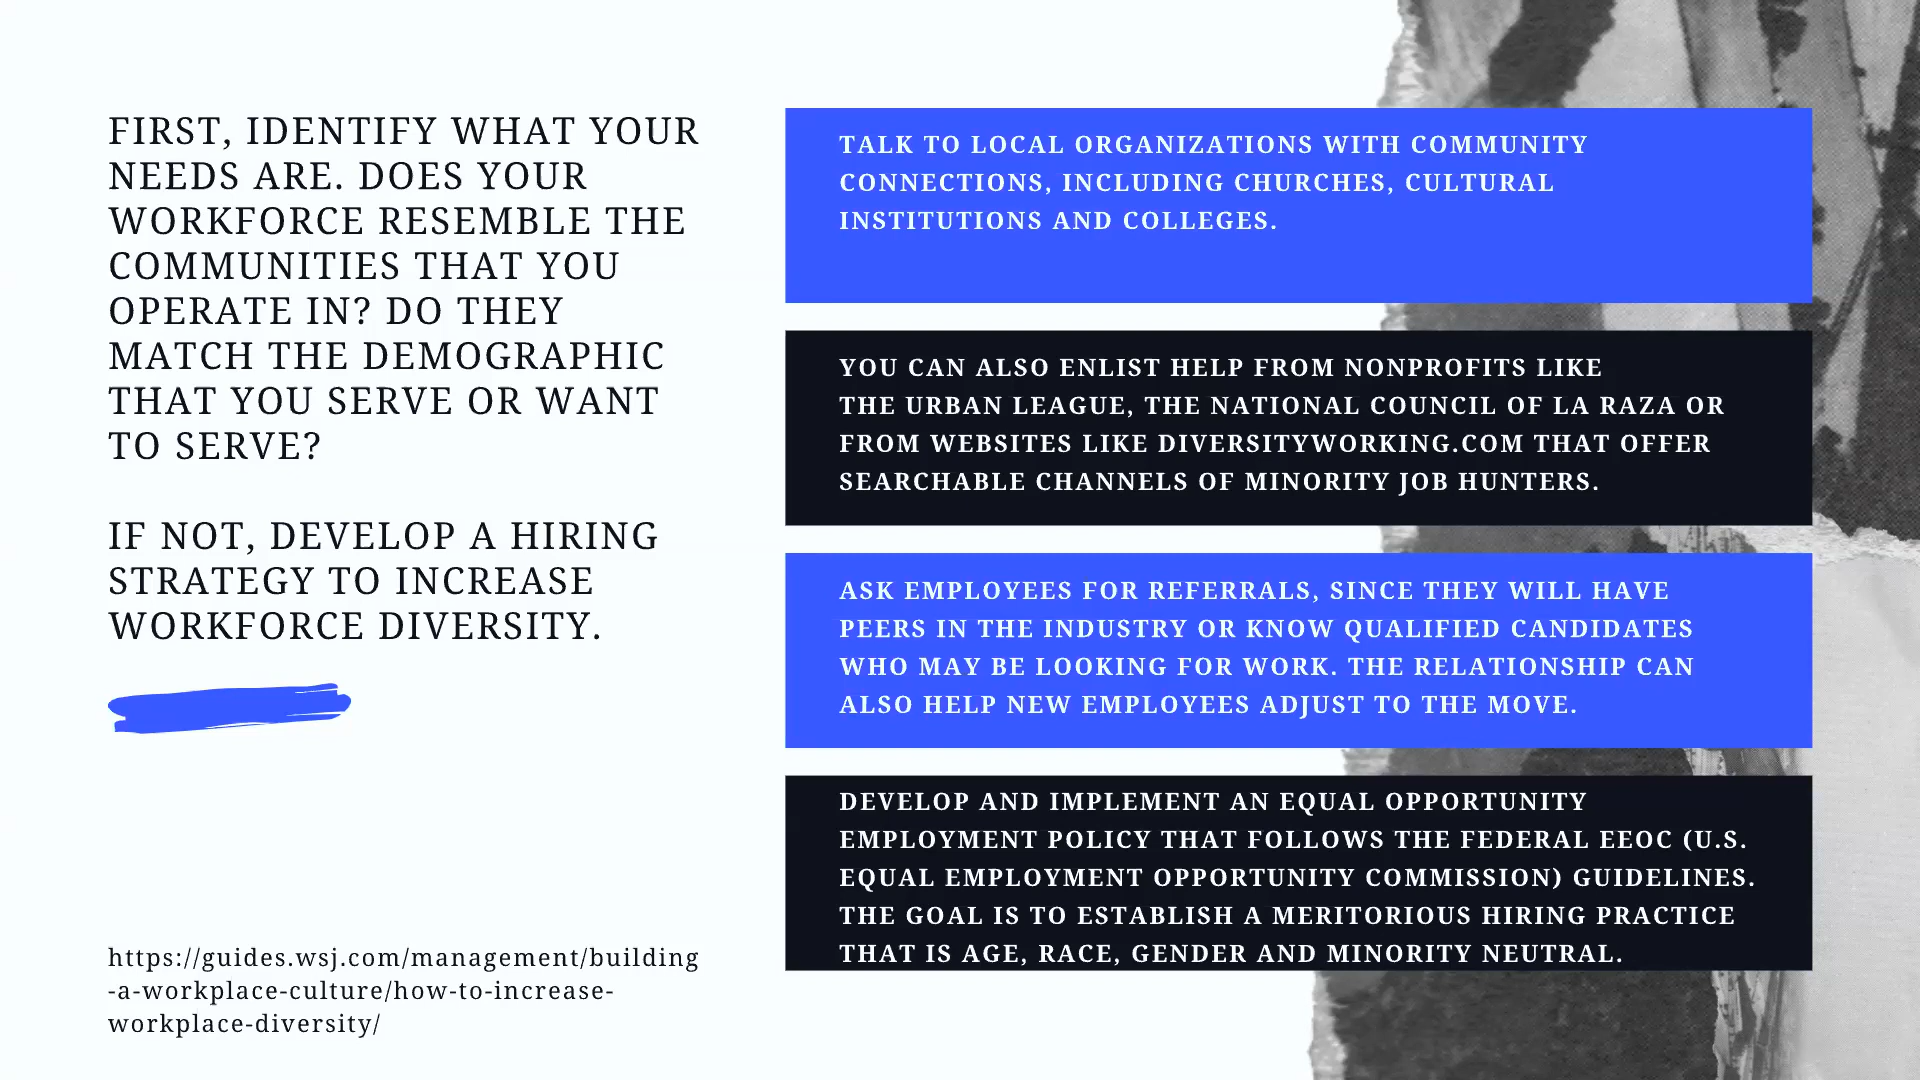 FIRST, IDENTIFY WHAT YOUR
NEEDS ARE. DOES YOUR
WORKFORCE RESEMBLE THE
COMMUNITIES THAT YOU
OPERATE IN? DO THEY
MATCH THE DEMOGRAPHIC
THAT YOU SERVE OR WANT
TO SERVE?
IF NOT, DEVELOP A HIRING
STRATEGY TO INCREASE
WORKFORCE DIVERSITY.
https://guides.wsj.com/management/building
-a-workplace-culture/how-to-increase-
workplace-diversity/
TALK TO LOCAL ORGANIZATIONS WITH COMMUNITY
CONNECTIONS, INCLUDING CHURCHES, CULTURAL
INSTITUTIONS AND COLLEGES.
YOU CAN ALSO ENLIST HELP FROM NONPROFITS LIKE
THE URBAN LEAGUE, THE NATIONAL COUNCIL OF LA RAZA OR
FROM WEBSITES LIKE DIVERSITYWORKING.COM THAT OFFER
SEARCHABLE CHANNELS OF MINORITY JOB HUNTERS.
ASK EMPLOYEES FOR REFERRALS, SINCE THEY WILL HAVE
PEERS IN THE INDUSTRY OR KNOW QUALIFIED CANDIDATES
WHO MAY BE LOOKING FOR WORK. THE RELATIONSHIP CAN
ALSO HELP NEW EMPLOYEES ADJUST TO THE MOVE.
DEVELOP AND IMPLEMENT AN EQUAL OPPORTUNITY
EMPLOYMENT POLICY THAT FOLLOWS THE FEDERAL EEOC (U.S.
EQUAL EMPLOYMENT OPPORTUNITY COMMISSION) GUIDELINES.
THE GOAL IS TO ESTABLISH A MERITORIOUS HIRING PRACTICE
THAT IS AGE, RACE, GENDER AND MINORITY NEUTRAL.